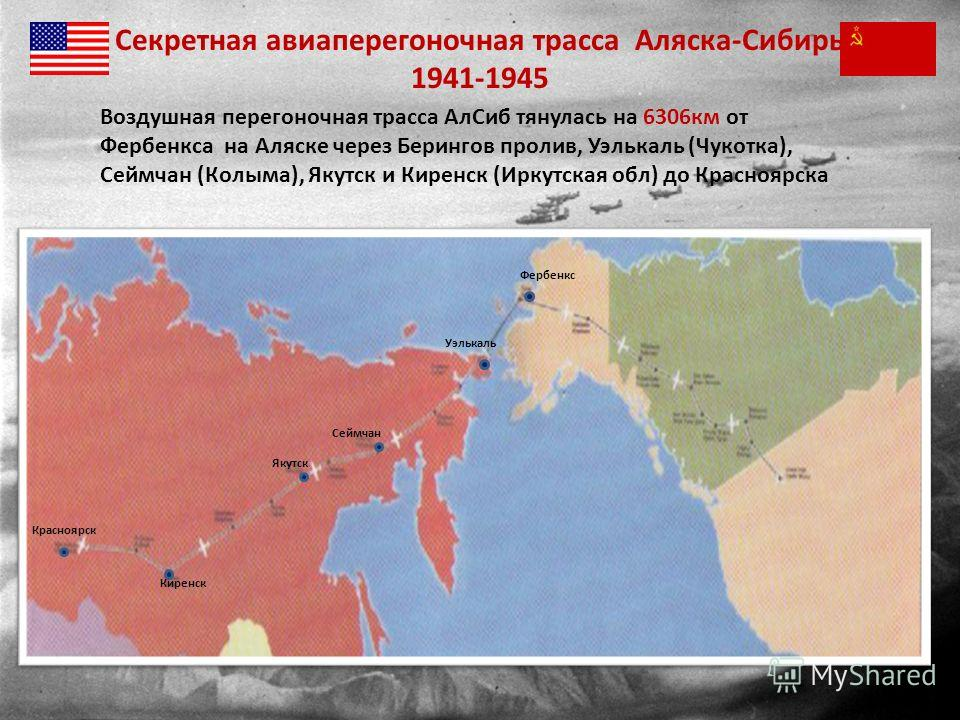 Секретная авиаперегоночная трасса Аляска-Сибирь
1941-1945
Воздушная перегоночная трасса АлСиб тянулась на 6306км от
Фербенкса на Аляске через Берингов пролив, Уэлькаль (Чукотка),
Сеймчан (Колыма), Якутск и Киренск (Иркутская обл) до Красноярска
Фербенкс
Уэлькаль
Сеймчан
Якутск
Красноярск
Киренск
MyShared